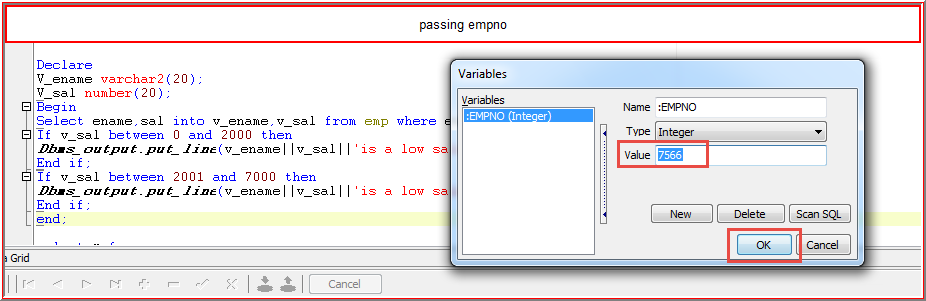 passing empno
Declare
V_ename varchar2(20);
V_sal number(20);
Begin
Select ename,sal into v_ename,v_sal from emp where e
If v_sal between 0 and 2000 then
Dbms_output.put_line(v_ename||v_sal||'is a low sa
End if;
If v_sal between 2001 and 7000 then
Dbms_output.put_line(v_ename||v_sal||'is a low sa
End if;
end;
a Grid
Cancel
Variables
Variables
:EMPNO (Integer)
Name :EMPNO
Type Integer
Value 7566
New Delete Scan SQL
OK Cancel